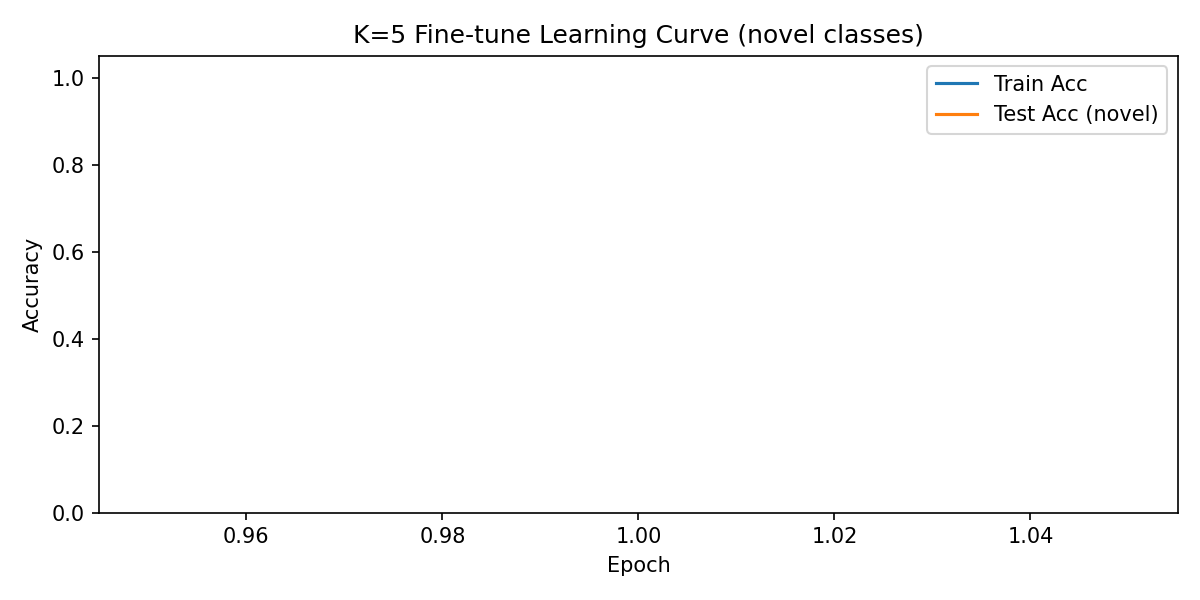 K=5 Fine-tune Learning Curve (novel classes)
Train Acc
Test Acc (novel)
Accuracy
1.0
0.8
0.6
0.4
0.2
0.0
0.96 0.98 1.00 1.02 1.04
Epoch